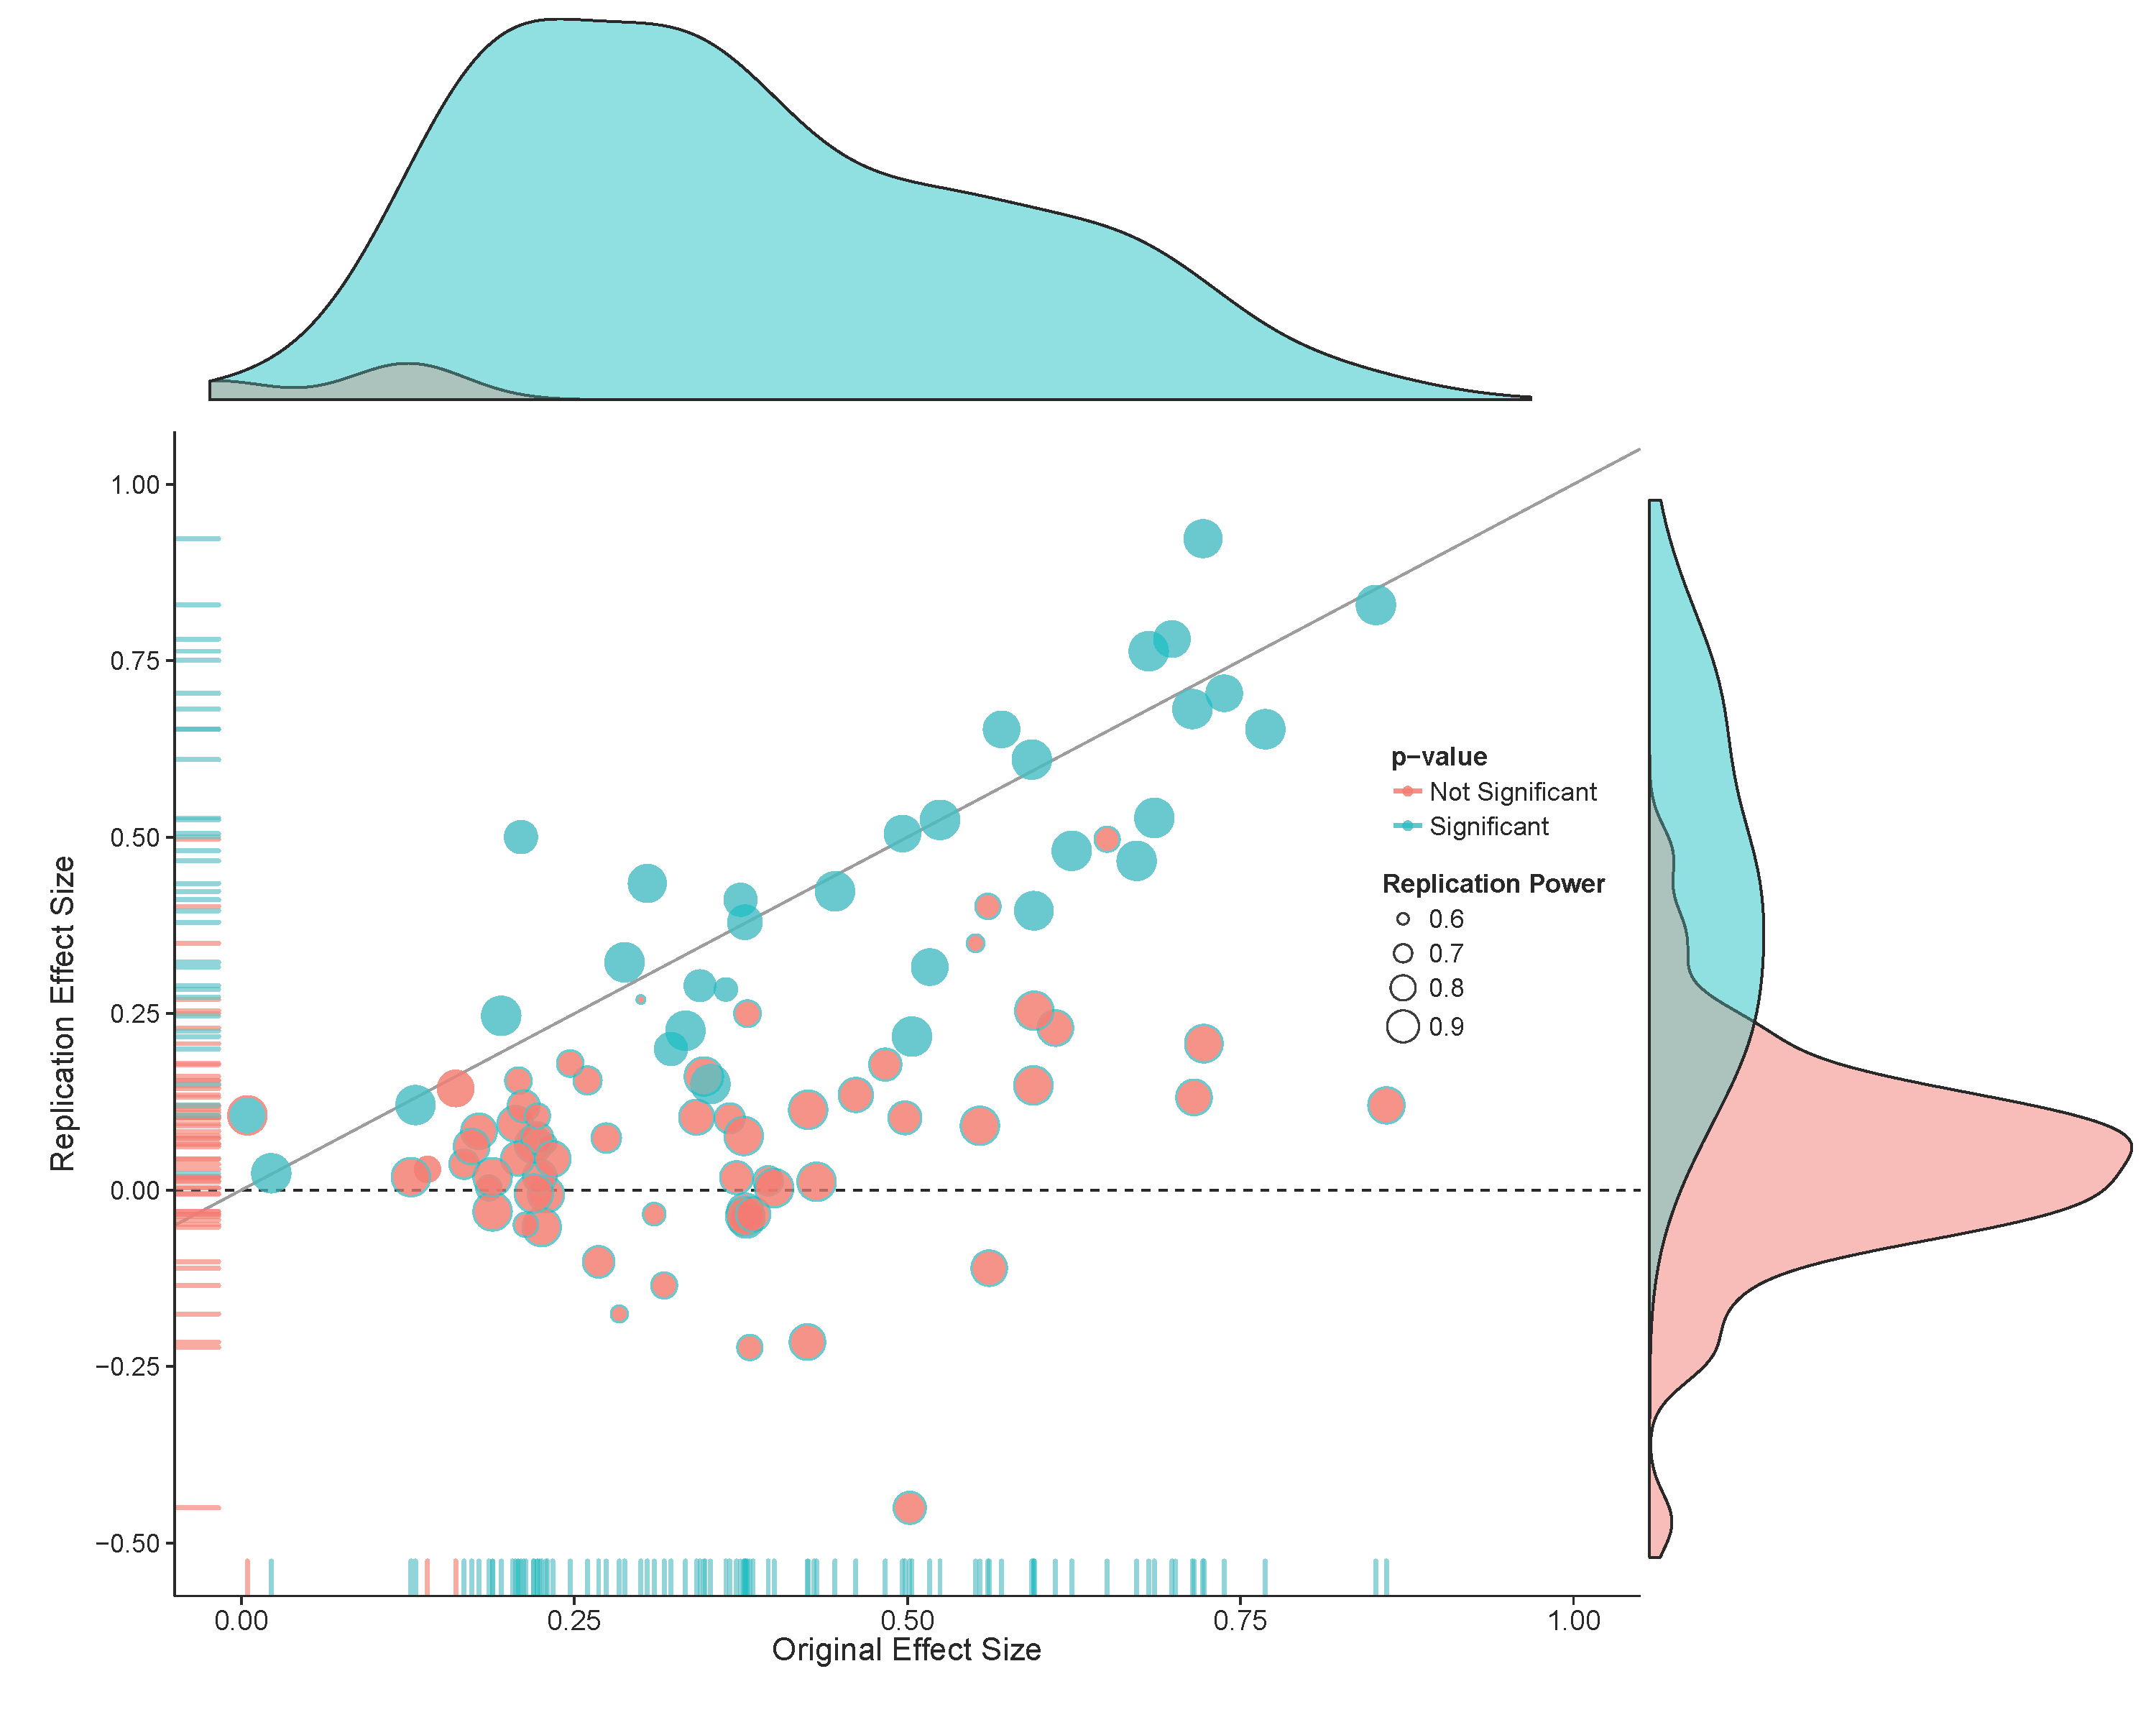 1.00
0.75
0.50
0.25
0.00
−0.25
−0.50
Replication Effect Size
p−value
Not Significant
Significant
Replication Power
0.6
0.7
0.8
0.9
0.00 0.25 0.50 0.75 1.00
Original Effect Size